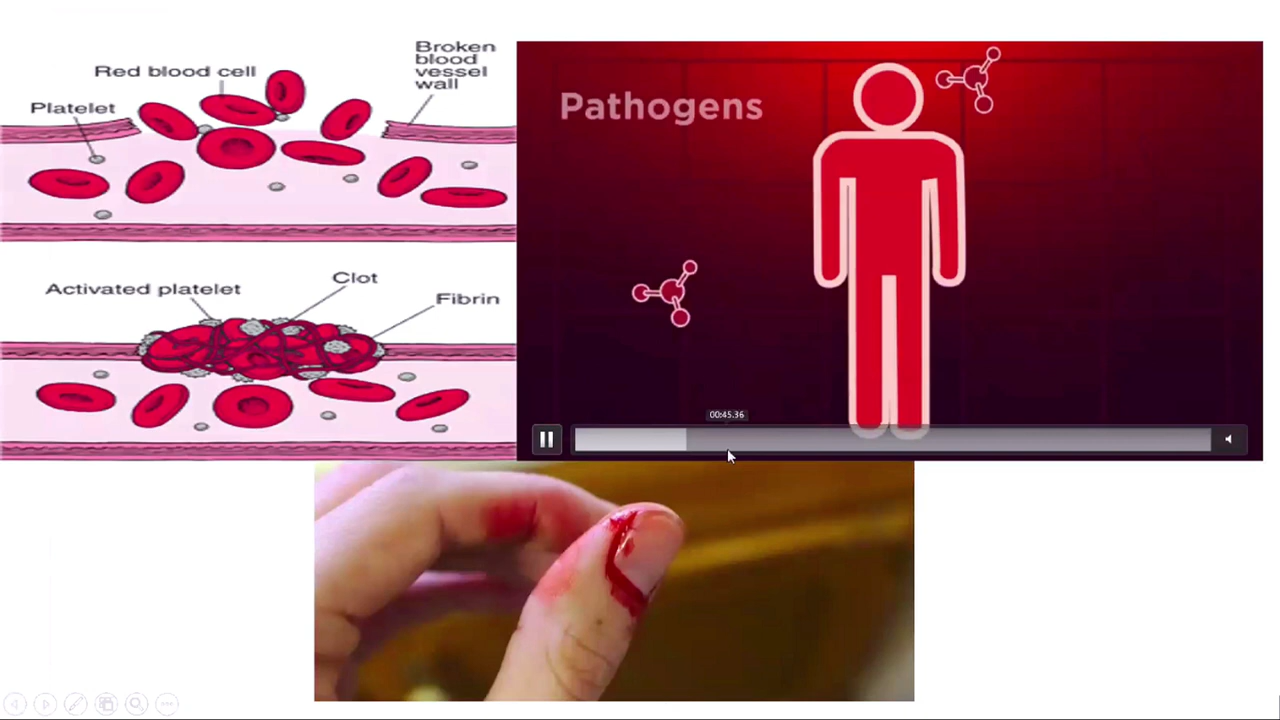 Broken
blood
vessel
wall
Red blood cell
Platelet
Activated platelet
Clot
Fibrin
Pathogens
00:45.36